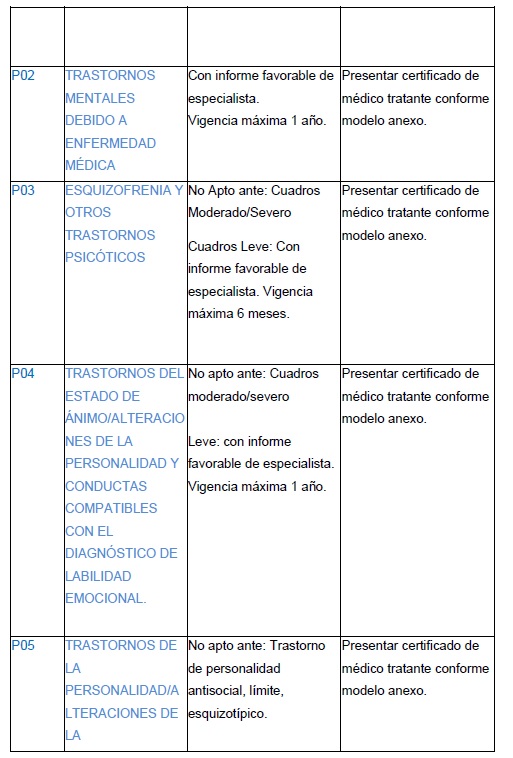 P02
TRASTORNOS
MENTALES
DEBIDO A
ENFERMEDAD
MÉDICA
Con informe favorable de
especialista.
Vigencia máxima 1 año.
Presentar certificado de
médico tratante conforme
modelo anexo.
P03
ESQUIZOFRENIA Y
OTROS
TRASTORNOS
PSICÓTICOS
No Apto ante: Cuadros
Moderado/Severo
Cuadros Leve: Con
informe favorable de
especialista. Vigencia
máxima 6 meses.
Presentar certificado de
médico tratante conforme
modelo anexo.
P04
TRASTORNOS DEL
ESTADO DE
ÁNIMO/ALTERACIO
NES DE LA
PERSONALIDAD Y
CONDUCTAS
COMPATIBLES
CON EL
DIAGNÓSTICO DE
LABILIDAD
EMOCIONAL.
No apto ante: Cuadros
moderado/severo
Leve: con informe
favorable de especialista.
Vigencia máxima 1 año.
Presentar certificado de
médico tratante conforme
modelo anexo.
P05
TRASTORNOS DE
LA
PERSONALIDAD/A
LTERACIONES DE
LA
No apto ante: Trastorno
de personalidad
antisocial, límite,
esquizotípico.
Presentar certificado de
médico tratante conforme
modelo anexo.